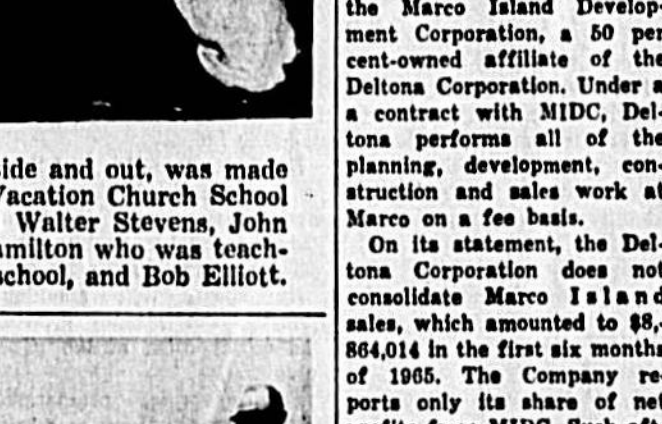 side and out, was made
Vacation Church School
Walter Stevens, John
amilton who was teach-
school, and Bob Elliott.
the Marco Island Develop-
ment Corporation, a 50 per
cent-owned affiliate of the
Deltona Corporation. Under a
a contract with MIDC, Del-
tona performs all of the
planning, development, con-
struction and sales work at
Marco on a fee basis.
On its statement, the Del-
tona Corporation does not
consolidate Marco Island
sales, which amounted to $8,-
864,014 in the first six months
of 1965. The Company re-
ports only its share of net